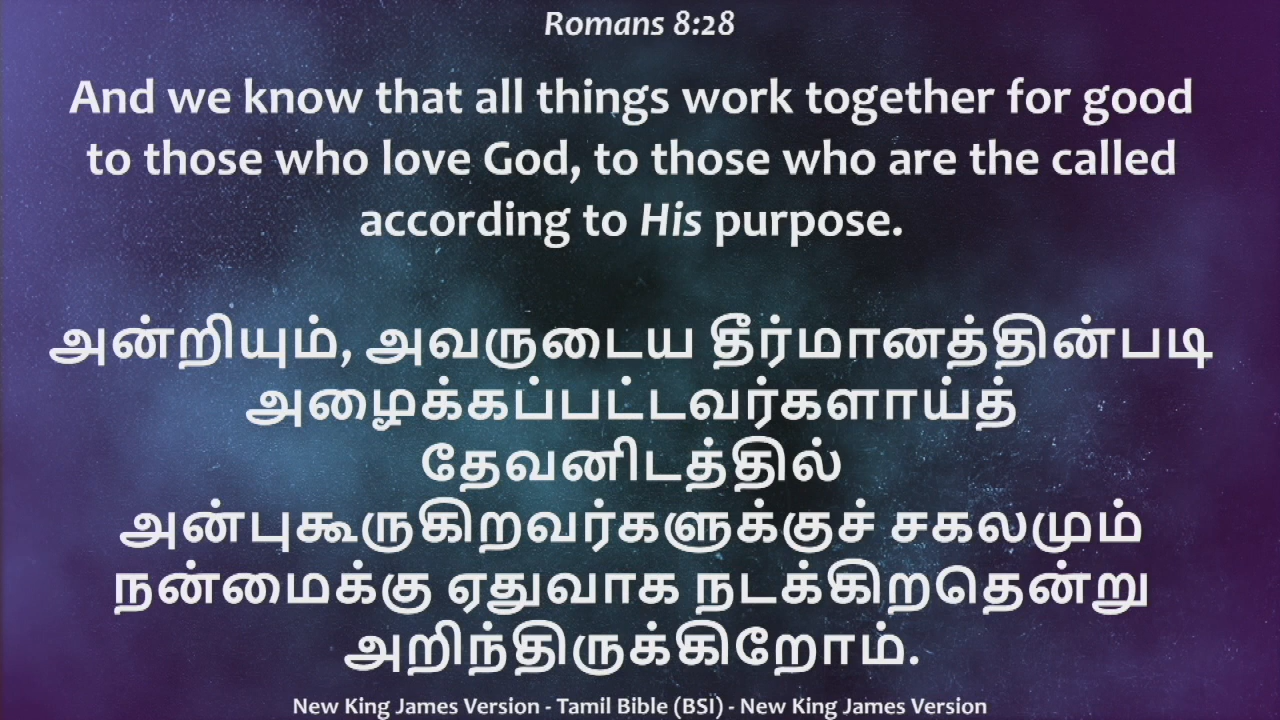 Romans 8:28
And we know that all things work together for good
to those who love God, to those who are the called
according to His purpose.
அன்றியும், அவருடைய தீர்மானத்தின்படி
அழைக்கப்பட்டவர்களாய்த்
தேவனிடத்தில்
அன்புகூருகிறவர்களுக்குச் சகலமும்
நன்மைக்கு ஏதுவாக நடக்கிறதென்று
அறிந்திருக்கிறோம்.
New King James Version - Tamil Bible (BSI) - New King James Version